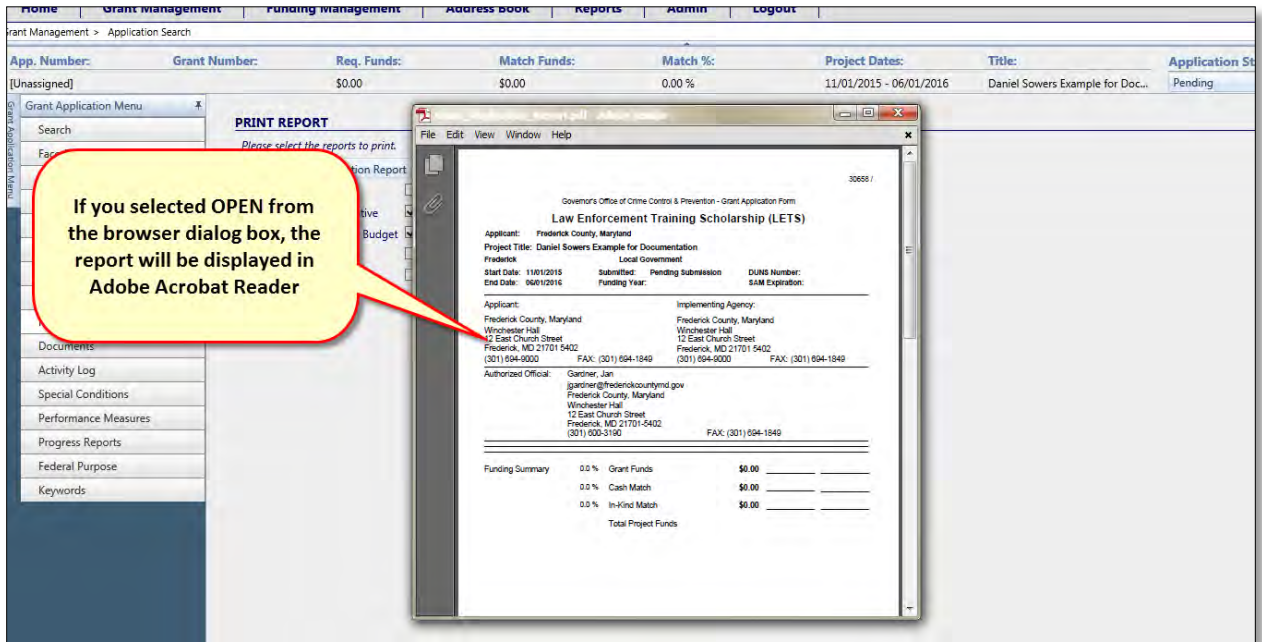 Home Grant Management Funding Management Address Book Reports Admin Logout
Grant Management > Application Search
App. Number: Grant Number: Req. Funds: Match Funds: Match %: Project Dates: Title: Application St
[Unassigned] $0.00 $0.00 0.00 % 11/01/2015 - 06/01/2016 Daniel Sowers Example for Doc... Pending
Grant Application Menu
Grant Application Menu
Search
Face
Documents
Activity Log
Special Conditions
Performance Measures
Progress Reports
Federal Purpose
Keywords
PRINT REPORT
Please select the reports to print.
tion Report
tive
Budget
If you selected OPEN from
the browser dialog box, the
report will be displayed in
Adobe Acrobat Reader
File Edit View Window Help
30658 /
Governor's Office of Crime Control & Prevention - Grant Application Form
Law Enforcement Training Scholarship (LETS)
Applicant: Frederick County, Maryland
Project Title: Daniel Sowers Example for Documentation
Frederick Local Government
Start Date: 11/01/2015 Submitted: Pending Submission DUNS Number:
End Date: 06/01/2016 Funding Year: SAM Expiration:
Applicant: Implementing Agency:
Frederick County, Maryland Frederick County, Maryland
Winchester Hall Winchester Hall
12 East Church Street 12 East Church Street
Frederick, MD 21701 5402 Frederick, MD 21701 5402
(301) 694-9000 FAX: (301) 694-1849 (301) 694-9000 FAX: (301) 694-1849
Authorized Official: Gardner, Jan
jgardner@frederickcountymd.gov
Frederick County, Maryland
Winchester Hall
12 East Church Street
Frederick, MD 21701-5402
(301) 600-3190 FAX: (301) 694-1849
Funding Summary 0.0 % Grant Funds $0.00
0.0 % Cash Match $0.00
0.0 % In-Kind Match $0.00
Total Project Funds